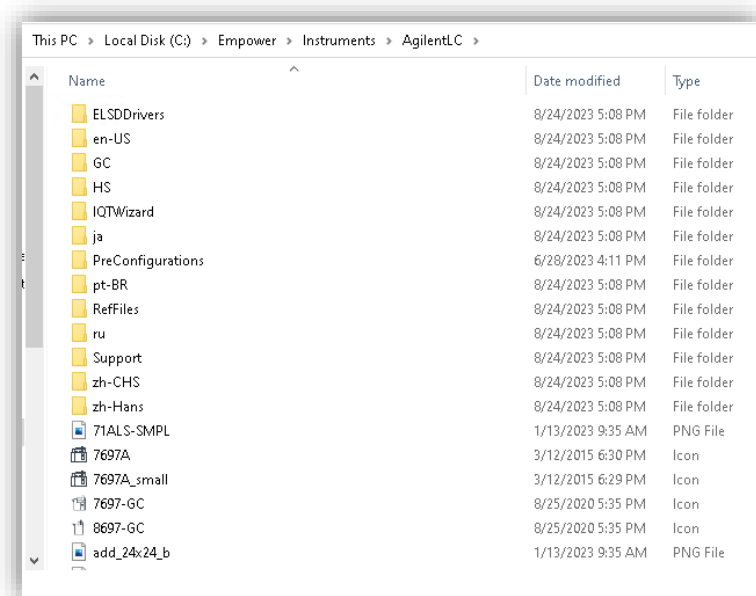 This PC > Local Disk (C:) > Empower > Instruments > AgilentLC >
Name Date modified Type
ELSDDrivers 8/24/2023 5:08 PM File folder
en-US 8/24/2023 5:08 PM File folder
GC 8/24/2023 5:08 PM File folder
HS 8/24/2023 5:08 PM File folder
IQTWizard 8/24/2023 5:08 PM File folder
ja 8/24/2023 5:08 PM File folder
PreConfigurations 6/28/2023 4:11 PM File folder
pt-BR 8/24/2023 5:08 PM File folder
RefFiles 8/24/2023 5:08 PM File folder
ru 8/24/2023 5:08 PM File folder
Support 8/24/2023 5:08 PM File folder
zh-CHS 8/24/2023 5:08 PM File folder
zh-Hans 8/24/2023 5:08 PM File folder
71ALS-SMPL 1/13/2023 9:35 AM PNG File
7697A 3/12/2015 6:30 PM Icon
7697A_small 3/12/2015 6:29 PM Icon
7697-GC 8/25/2020 5:35 PM Icon
8697-GC 8/25/2020 5:35 PM Icon
add_24x24_b 1/13/2023 9:35 AM PNG File